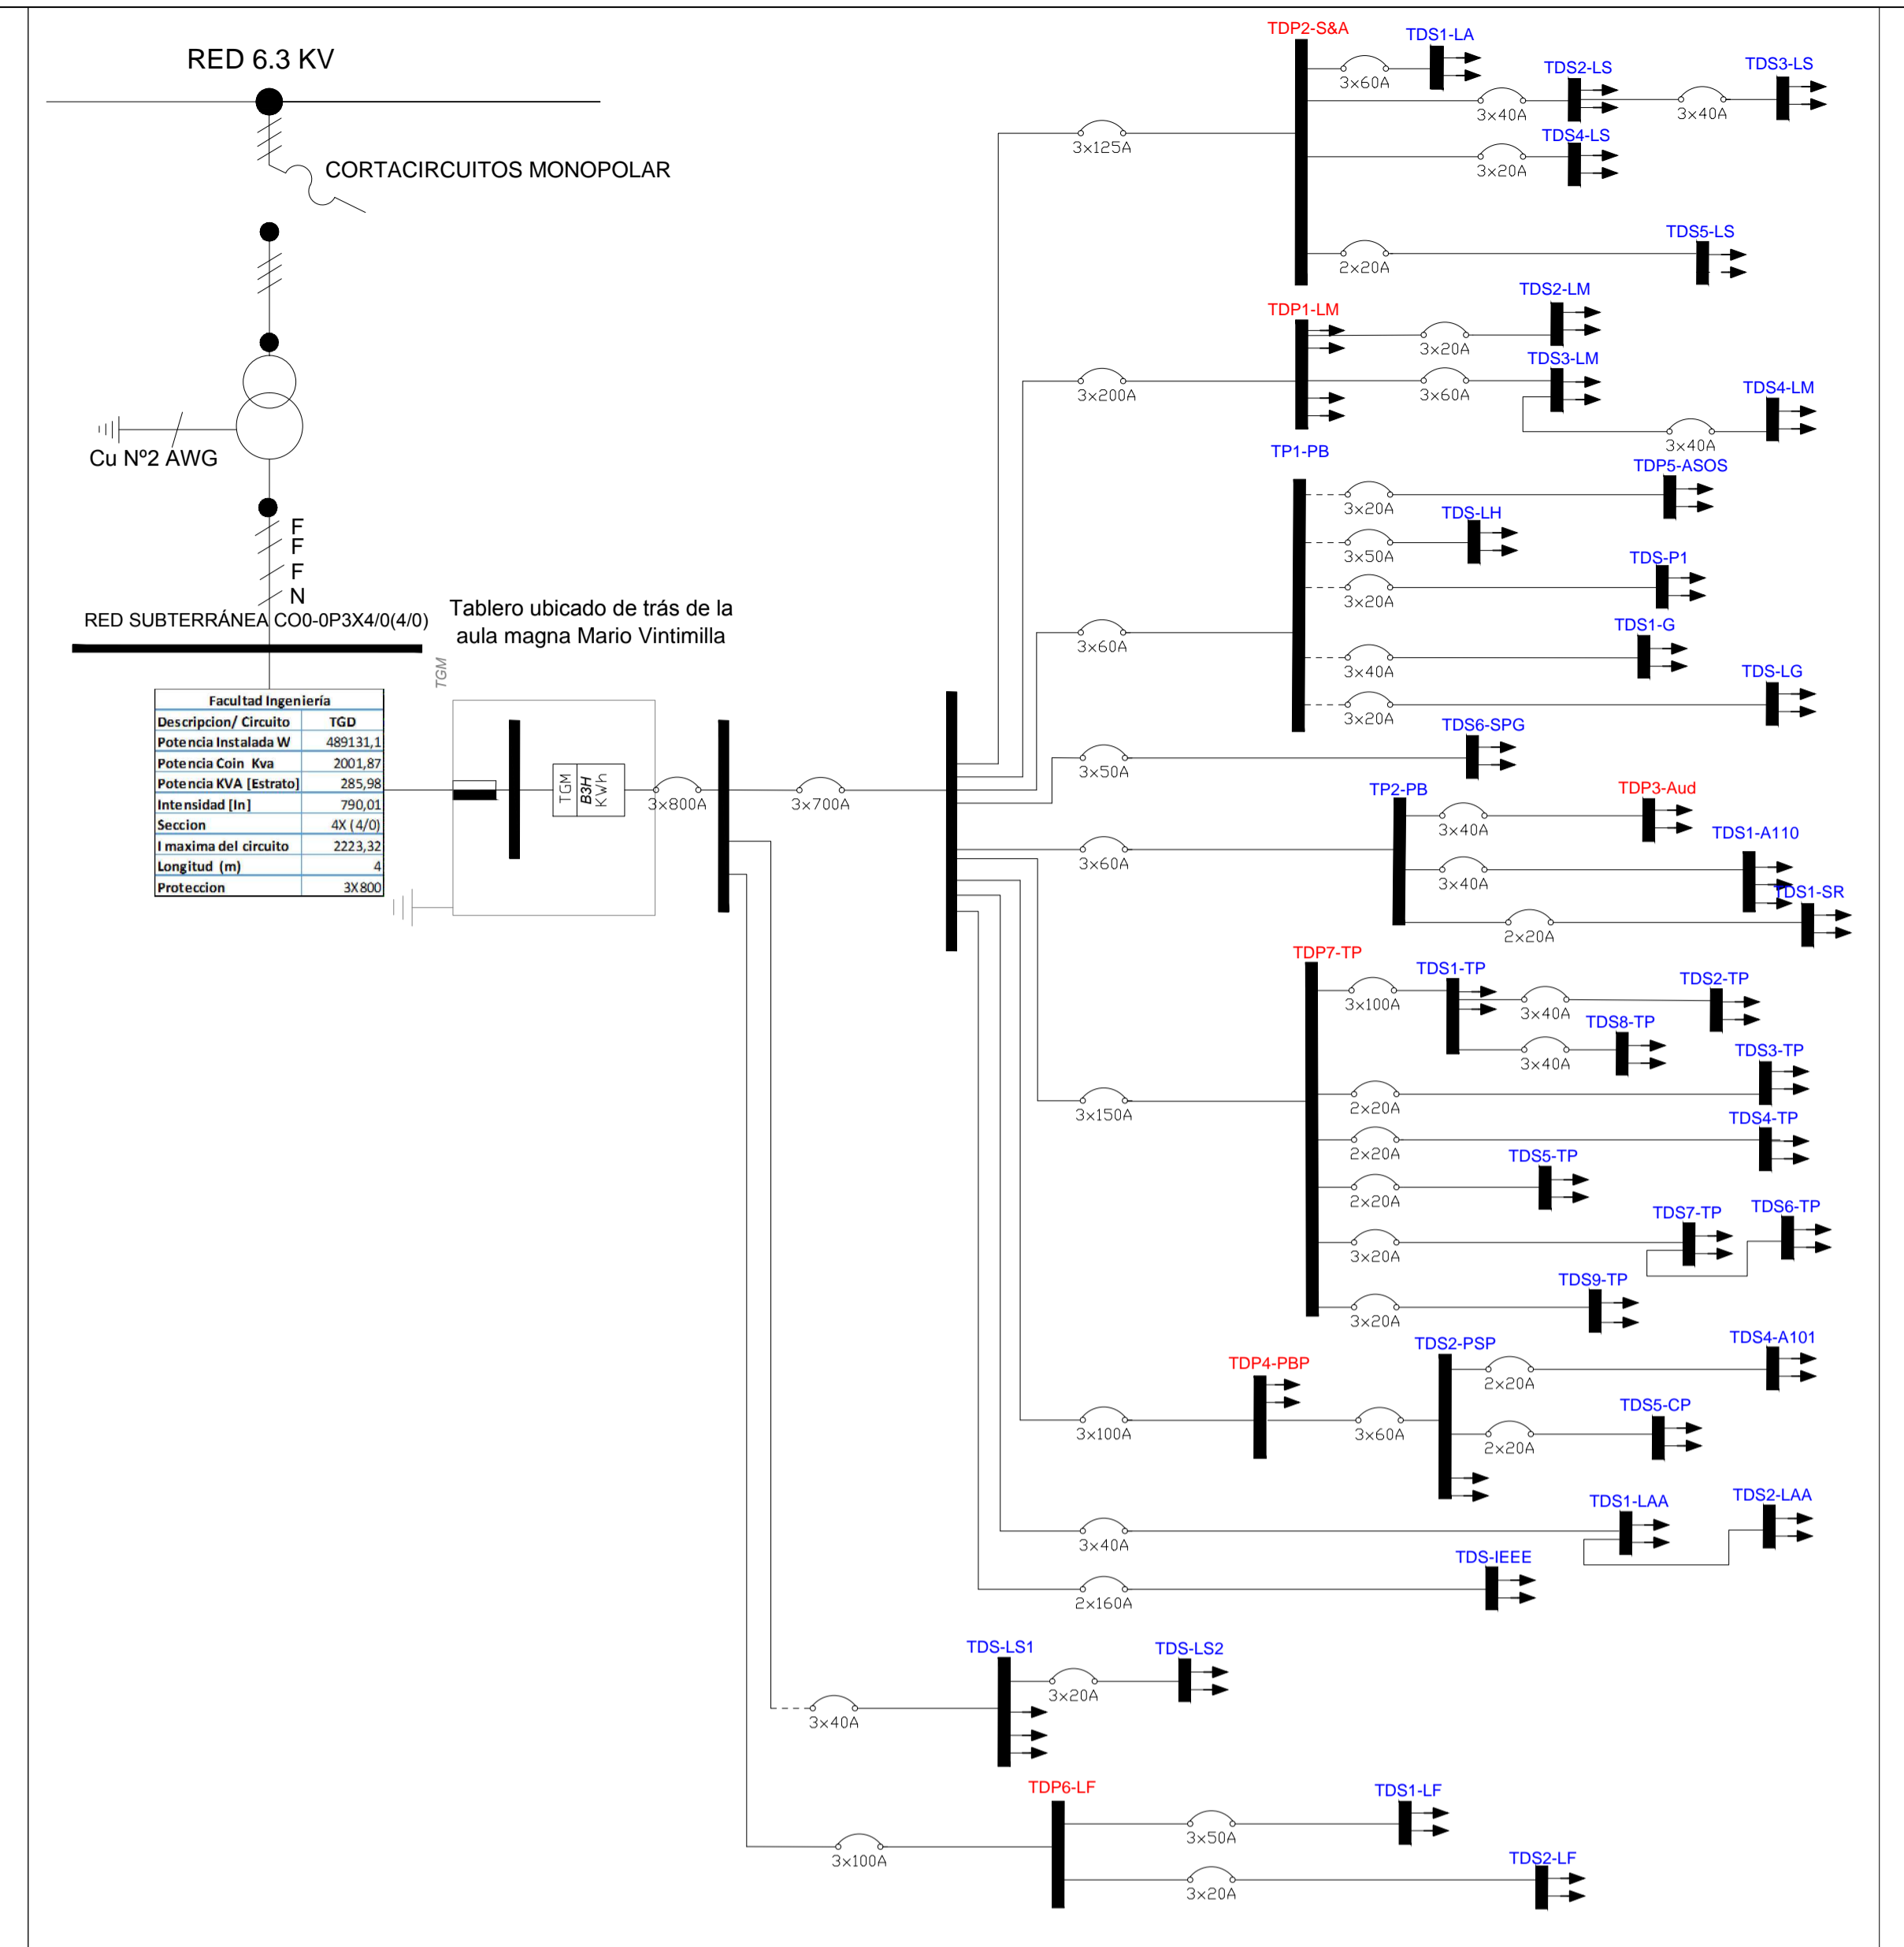 RED 6.3 KV
CORTACIRCUITOS MONOPOLAR
Cu Nº2 AWG
F
F
F
N
RED SUBTERRÁNEA CO0-0P3X4/0(4/0)
Tablero ubicado de trás de la
aula magna Mario Vintimilla
TGM
Facultad Ingeniería
Descripcion/ Circuito TGD
Potencia Instalada W 489131,1
Potencia Coin Kva 2001,87
Potencia KVA [Estrato] 285,98
Intensidad [In] 790,01
Seccion 4X (4/0)
I maxima del circuito 2223,32
Longitud (m) 4
Proteccion 3X800
TGM
B3H
KWh
3x800A
3x700A
TDP2-S&A
3x125A
TDS1-LA
3x60A
TDS2-LS
3x40A
TDS3-LS
3x40A
TDS4-LS
3x20A
TDS5-LS
2x20A
TDP1-LM
3x200A
TDS2-LM
3x20A
TDS3-LM
3x60A
TDS4-LM
3x40A
TP1-PB
3x60A
TDP5-ASOS
3x20A
TDS-LH
3x50A
TDS-P1
3x20A
TDS1-G
3x40A
TDS-LG
3x20A
TDS6-SPG
3x50A
TP2-PB
3x60A
TDP3-Aud
3x40A
TDS1-A110
3x40A
TDS1-SR
2x20A
TDP7-TP
3x150A
TDS1-TP
3x100A
TDS2-TP
3x40A
TDS8-TP
3x40A
TDS3-TP
2x20A
TDS4-TP
2x20A
TDS5-TP
2x20A
TDS7-TP
TDS6-TP
3x20A
TDS9-TP
3x20A
TDP4-PBP
3x100A
TDS2-PSP
3x60A
TDS4-A101
2x20A
TDS5-CP
2x20A
TDS1-LAA
TDS2-LAA
3x40A
TDS-IEEE
2x160A
TDS-LS1
3x40A
TDS-LS2
3x20A
TDP6-LF
3x100A
TDS1-LF
3x50A
TDS2-LF
3x20A